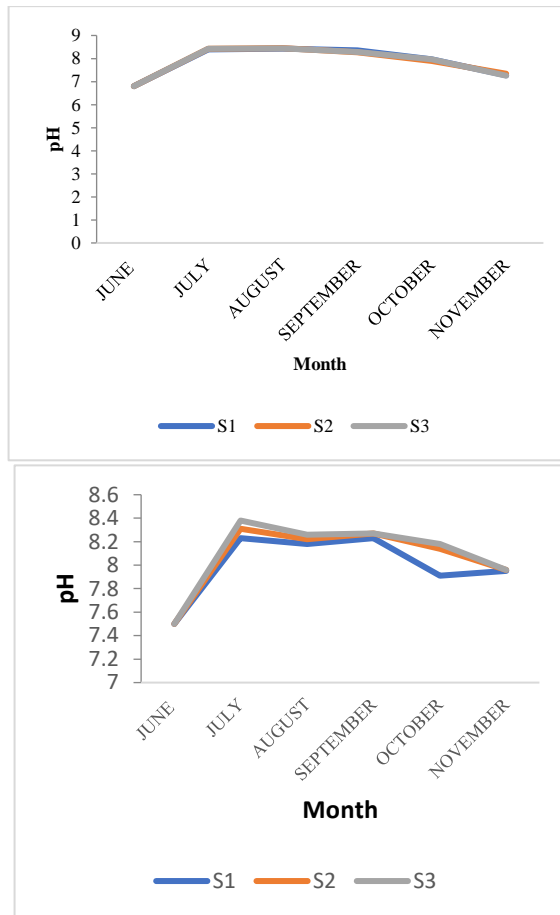 9
8
7
6
5
4
3
2
1
0
pH
JUNE
JULY
AUGUST
SEPTEMBER
OCTOBER
NOVEMBER
Month
S1 S2 S3
8.6
8.4
8.2
8
7.8
7.6
7.4
7.2
7
pH
JUNE
JULY
AUGUST
SEPTEMBER
OCTOBER
NOVEMBER
Month
S1 S2 S3